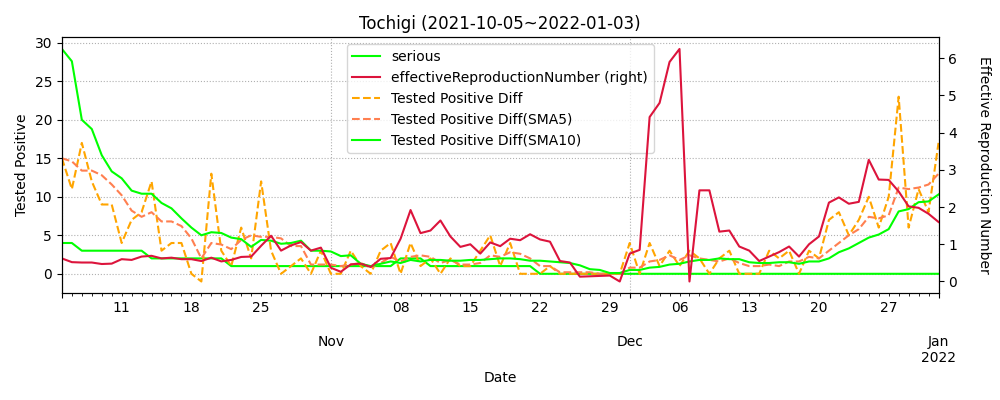 Tochigi (2021-10-05~2022-01-03)
serious
effectiveReproductionNumber (right)
Tested Positive Diff
Tested Positive Diff(SMA5)
Tested Positive Diff(SMA10)
Tested Positive
30
25
20
15
10
5
0
6
5
4
3
2
1
0
Effective Reproduction Number
11 18 25 08 15 22 29 06 13 20 27
Nov Dec Jan
2022
Date